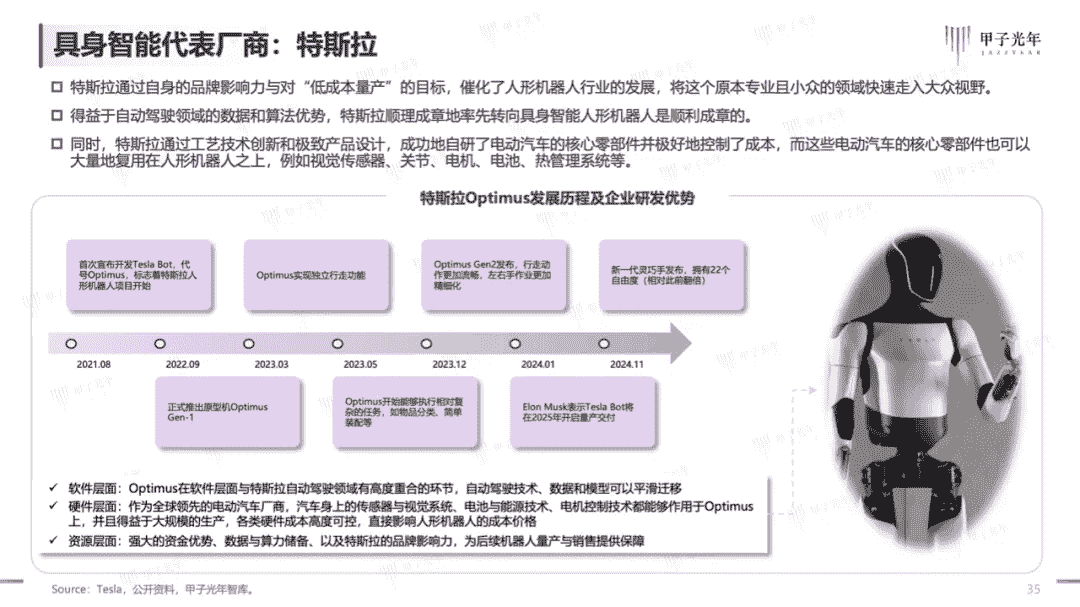 具身智能代表厂商：特斯拉
甲子光年
JAZZYEAR
特斯拉通过自身的品牌影响力与对“低成本量产”的目标，催化了人形机器人行业的发展，将这个原本专业且小众的领域快速走入大众视野。
得益于自动驾驶领域的数据和算法优势，特斯拉顺理成章地率先转向具身智能人形机器人是顺利成章的。
同时，特斯拉通过工艺技术创新和极致产品设计，成功地自研了电动汽车的核心零部件并极好地控制了成本，而这些电动汽车的核心零部件也可以
大量地复用在人形机器人之上，例如视觉传感器、关节、电机、电池、热管理系统等。
特斯拉Optimus发展历程及企业研发优势
首次宣布开发Tesla Bot，代
号Optimus，标志着特斯拉人
形机器人项目开始
Optimus实现独立行走功能
Optimus Gen2发布，行走动
作更加流畅，左右手作业更加
精细化
新一代灵巧手发布，拥有22个
自由度（相对此前翻倍）
2021.08
2022.09
2023.03
2023.05
2023.12
2024.01
2024.11
正式推出原型机Optimus
Gen-1
Optimus开始能够执行相对复
杂的任务，如物品分类、简单
装配等
Elon Musk表示Tesla Bot将
在2025年开启量产交付
✓ 软件层面：Optimus在软件层面与特斯拉自动驾驶领域有高度重合的环节，自动驾驶技术、数据和模型可以平滑迁移
✓ 硬件层面：作为全球领先的电动汽车厂商，汽车身上的传感器与视觉系统、电池与能源技术、电机控制技术都能够作用于Optimus
上，并且得益于大规模的生产，各类硬件成本高度可控，直接影响人形机器人的成本价格
✓ 资源层面：强大的资金优势、数据与算力储备、以及特斯拉的品牌影响力，为后续机器人量产与销售提供保障
Source：Tesla，公开资料，甲子光年智库。
35